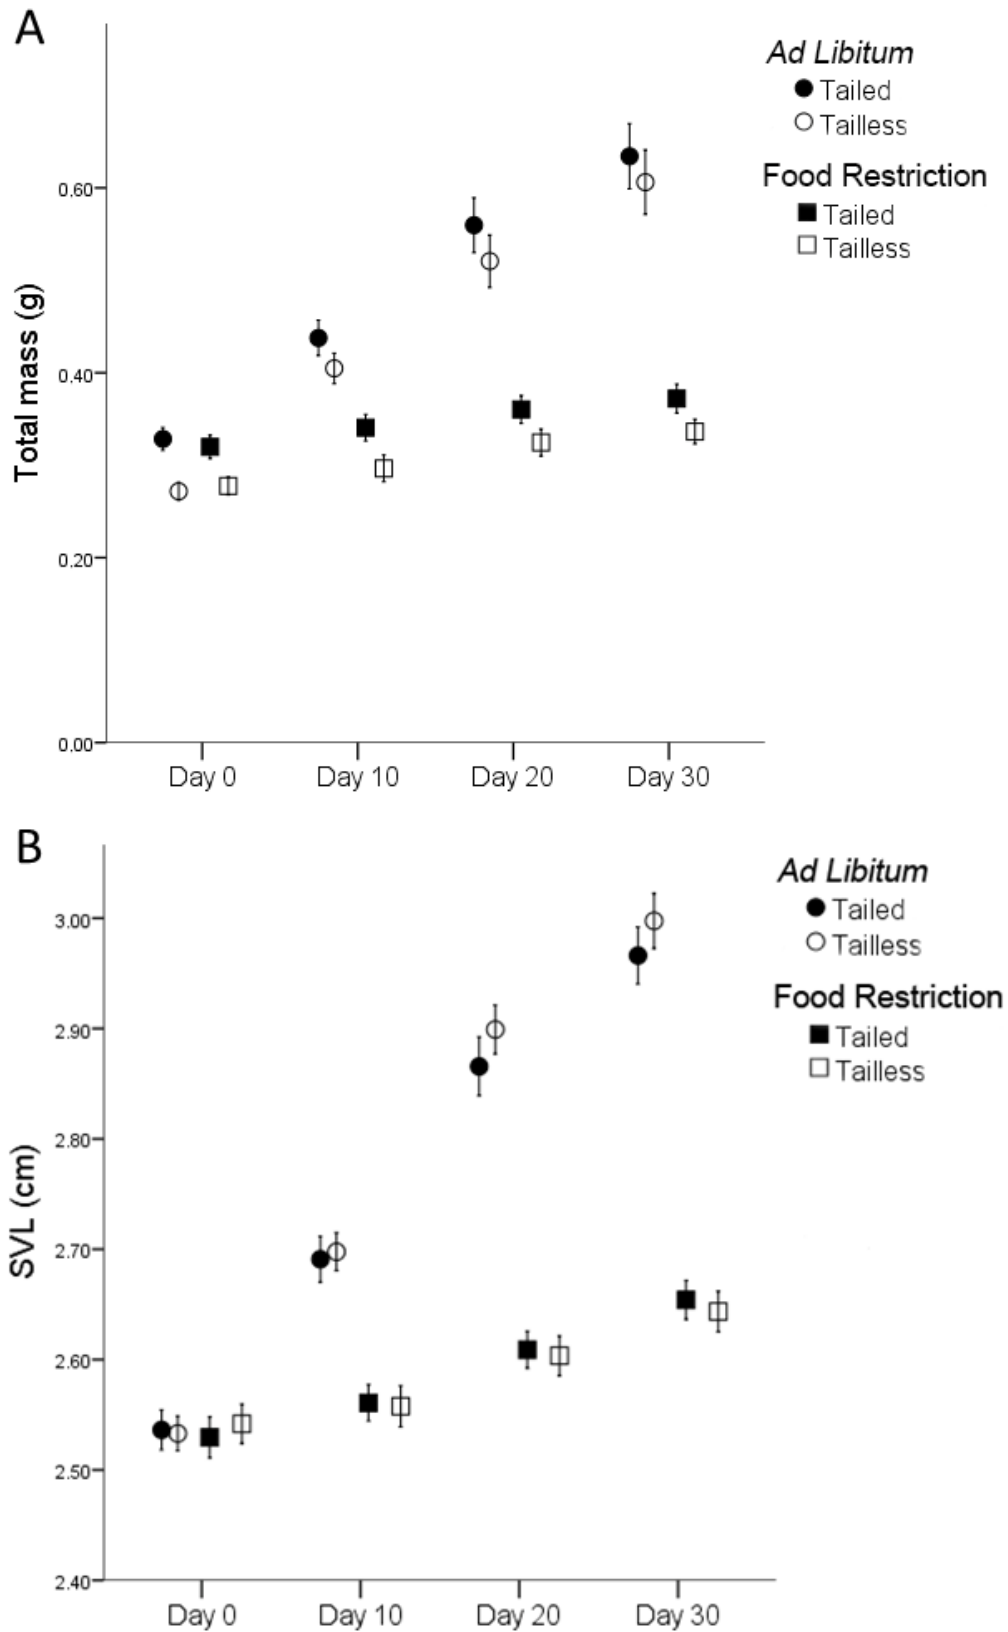 A
Ad Libitum
Tailed
Tailless
Food Restriction
Tailed
Tailless
Total mass (g)
0.60
0.40
0.20
0.00
Day 0
Day 10
Day 20
Day 30
B
Ad Libitum
Tailed
Tailless
Food Restriction
Tailed
Tailless
SVL (cm)
3.00
2.90
2.80
2.70
2.60
2.50
2.40
Day 0
Day 10
Day 20
Day 30